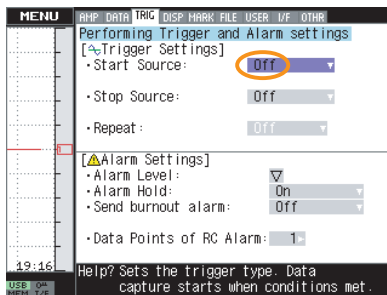 MENU
AMP DATA TRIG DISP MARK FILE USER I/F OTHR
Performing Trigger and Alarm settings
[Trigger Settings]
・Start Source: Off
・Stop Source: Off
・Repeat: Off
[Alarm Settings]
・Alarm Level:
・Alarm Hold: On
・Send burnout alarm: Off
・Data Points of RC Alarm: 1
19:16
USB
MEM I/F
Help? Sets the trigger type. Data
capture starts when conditions met.